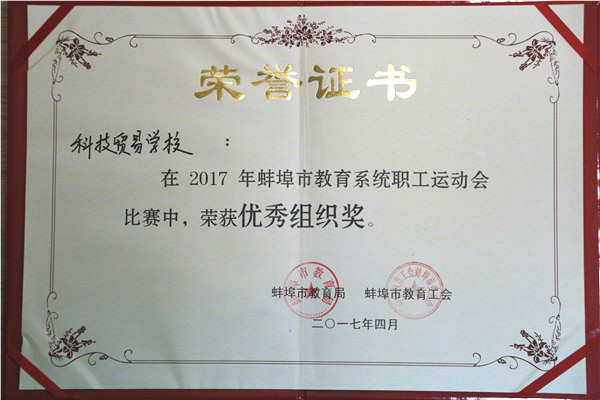 荣誉证书
科技贸易学校：
在 2017 年蚌埠市教育系统职工运动会
比赛中，荣获优秀组织奖。
蚌埠市教育局 蚌埠市教育工会
二〇一七年四月